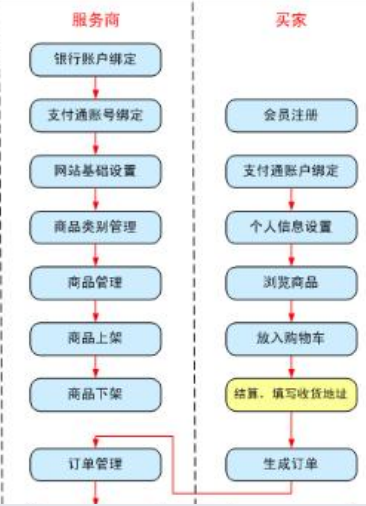 服务商
买家
银行账户绑定
支付通账号绑定
会员注册
网站基础设置
支付通账户绑定
商品类别管理
个人信息设置
商品管理
浏览商品
商品上架
放入购物车
商品下架
结算、填写收货地址
订单管理
生成订单